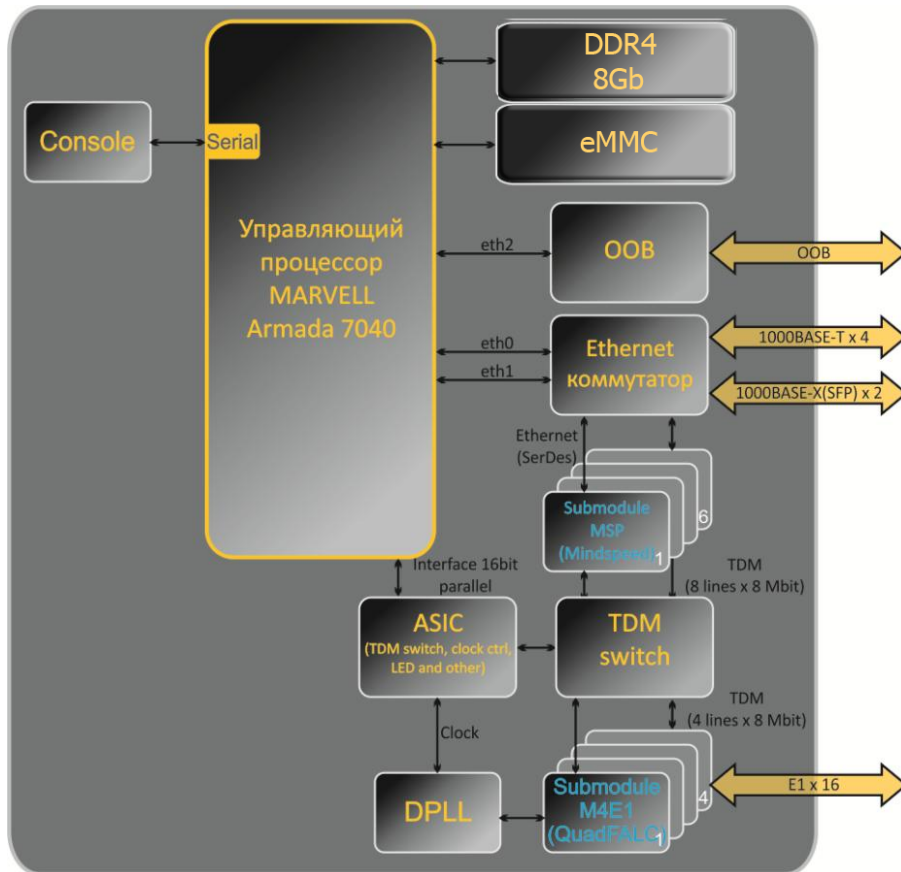 DDR4
8Gb
Console
Serial
eMMC
Управляющий
процессор
MARVELL
Armada 7040
eth2
OOB
OOB
eth0
eth1
Ethernet
коммутатор
1000BASE-T x 4
1000BASE-X(SFP) x 2
Ethernet
(SerDes)
Submodule
MSP
(Mindspeed)
1
6
Interface 16bit
parallel
TDM
(8 lines x 8 Mbit)
ASIC
(TDM switch, clock ctrl,
LED and other)
TDM
switch
TDM
(4 lines x 8 Mbit)
Clock
DPLL
Submodule
M4E1
(QuadFALC)
1
4
E1 x 16